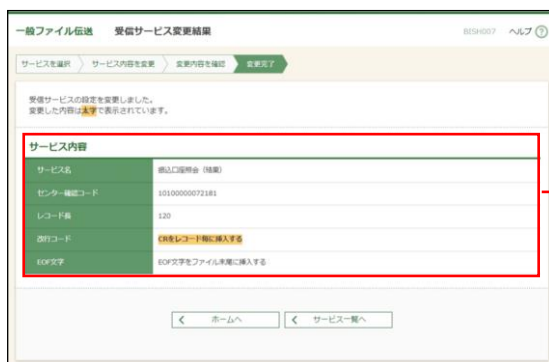 一般ファイル伝送　受信サービス変更結果
BISH007　ヘルプ ?
サービスを選択　サービス内容を変更　変更内容を確認　変更完了
受信サービスの設定を変更しました。
変更した内容は太字で表示されています。
サービス内容
サービス名　振込口座照会（結果）
センター確認コード　10100000072181
レコード長　120
改行コード　CRをレコード毎に挿入する
EOF文字　EOF文字をファイル末尾に挿入する
ホームへ　サービス一覧へ